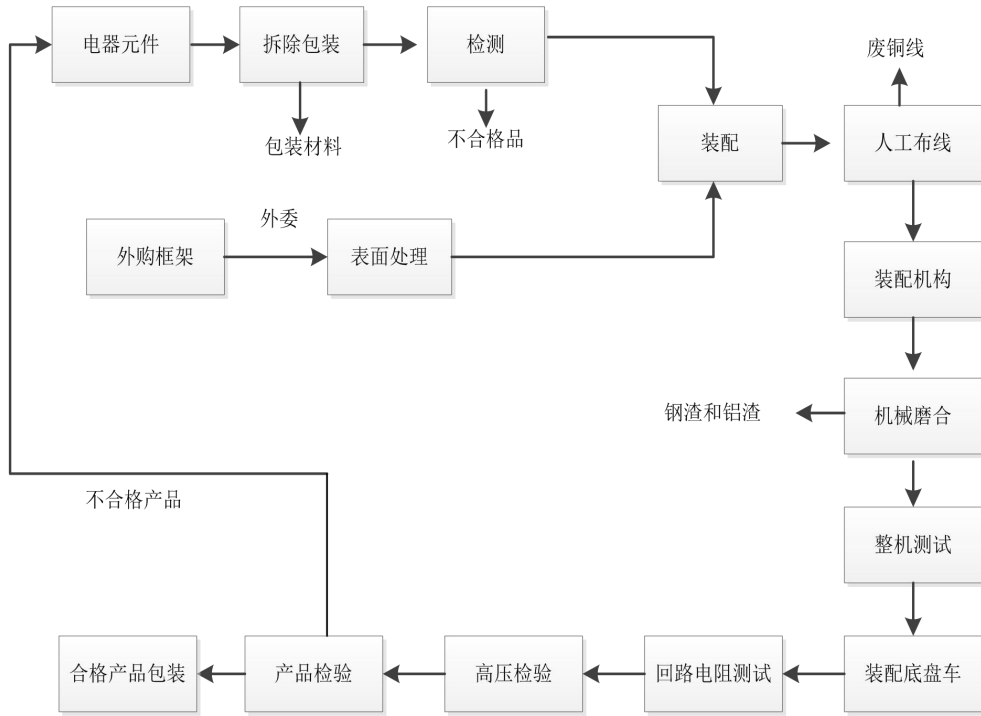 电器元件
拆除包装
检测
废铜线
包装材料
不合格品
装配
人工布线
外委
外购框架
表面处理
装配机构
钢渣和铝渣
机械磨合
不合格产品
整机测试
合格产品包装
产品检验
高压检验
回路电阻测试
装配底盘车